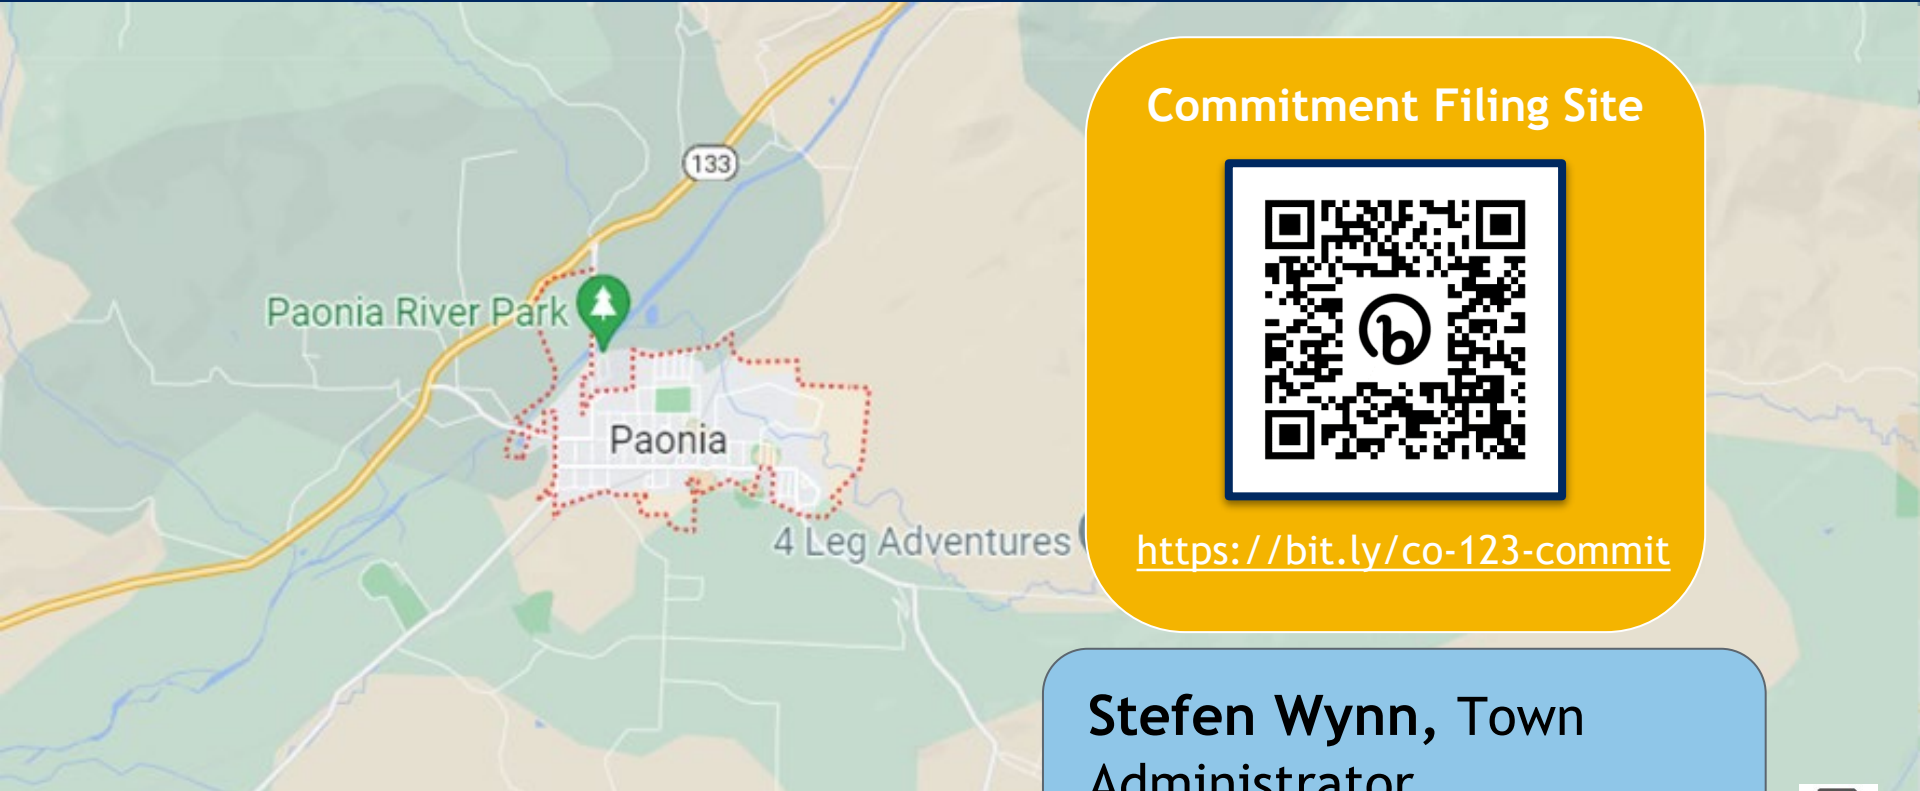 133
Paonia River Park
Paonia
4 Leg Adventures
Commitment Filing Site
b
https://bit.ly/co-123-commit
Stefen Wynn, Town
Administrator